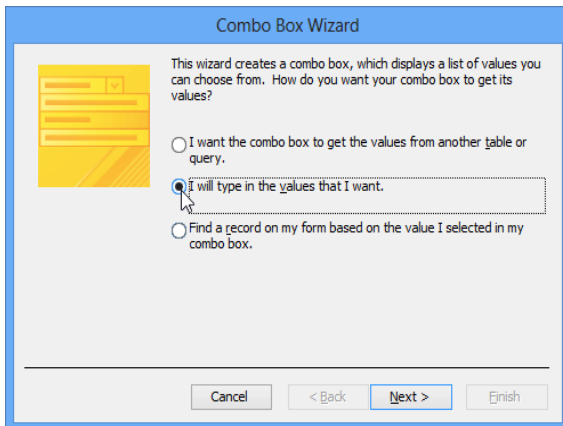 Combo Box Wizard
This wizard creates a combo box, which displays a list of values you
can choose from. How do you want your combo box to get its
values?
I want the combo box to get the values from another table or
query.
I will type in the values that I want.
Find a record on my form based on the value I selected in my
combo box.
Cancel
< Back
Next >
Finish